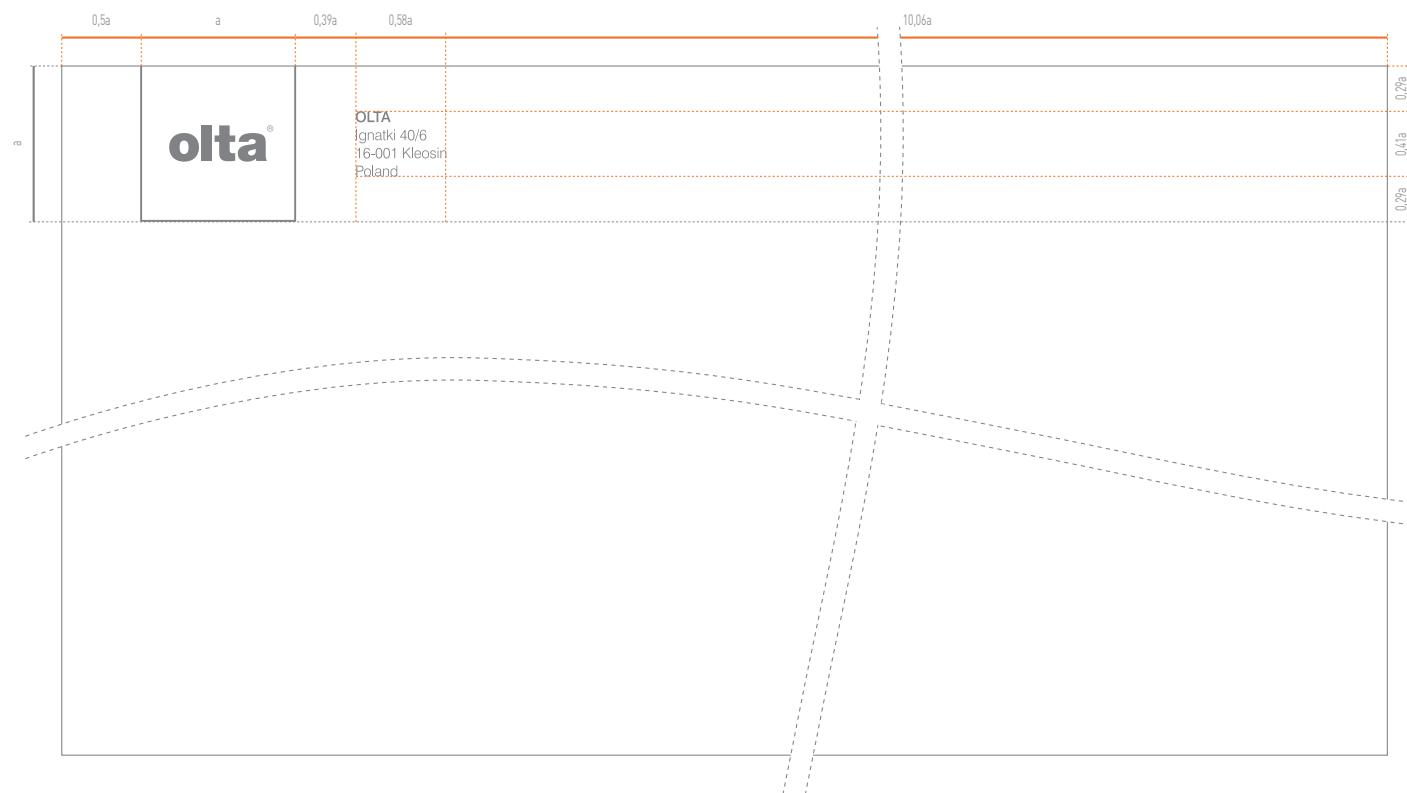 0,5a
a
0,39a
0,58a
10,06a
a
olta®
OLTA
Ignatki 40/6
16-001 Kleosin
Poland
0,29a
0,41a
0,29a